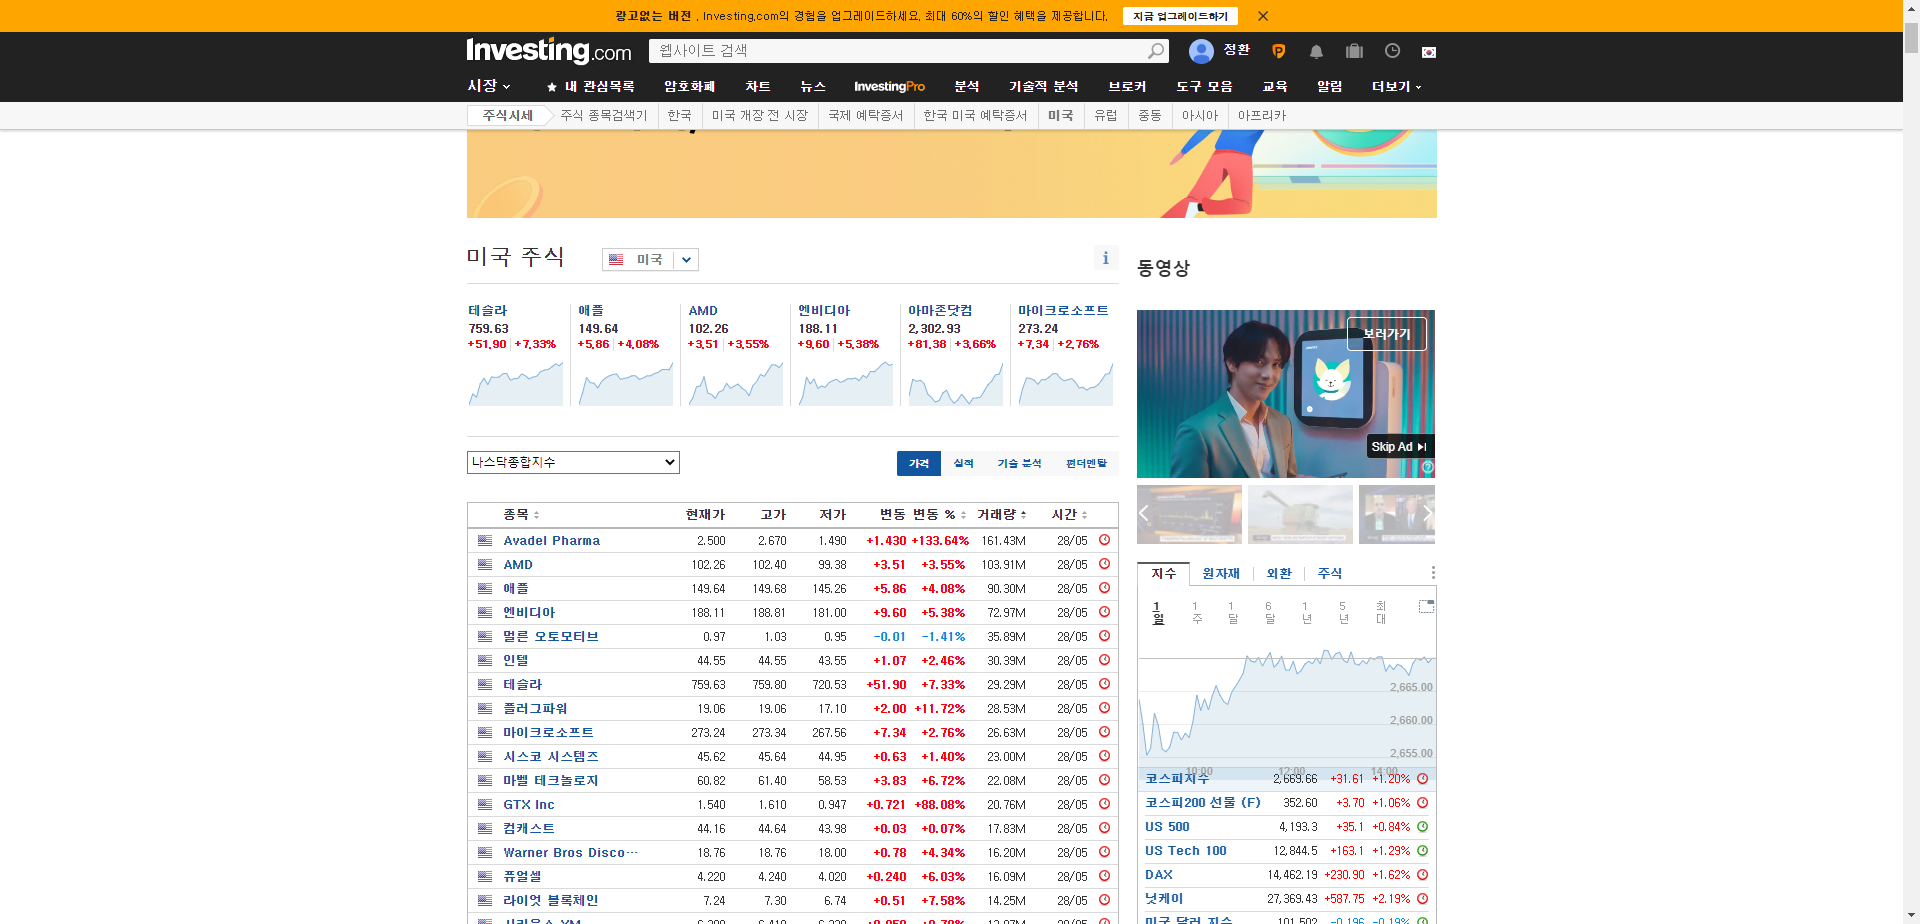 광고없는 버전. Investing.com의 경험을 업그레이드하세요. 최대 60%의 할인 혜택을 제공합니다. 지금 업그레이드하기
Investing.com 웹사이트 검색 정환
시장 내 관심목록 암호화폐 차트 뉴스 InvestingPro 분석 기술적 분석 브로커 도구 모음 교육 알림 더보기
주식시세 주식 종목검색기 한국 미국 개장 전 시장 국제 예탁증서 한국 미국 예탁증서 미국 유럽 중동 아시아 아프리카
미국 주식 미국
테슬라 애플 AMD 엔비디아 아마존닷컴 마이크로소프트
759.63 149.64 102.26 188.11 2,302.93 273.24
+51.90 +7.33% +5.86 +4.08% +3.51 +3.55% +9.60 +5.38% +81.38 +3.66% +7.34 +2.76%
나스닥종합지수 가격 실적 기술 분석 펀더멘탈
종목 현재가 고가 저가 변동 변동 % 거래량 시간
Avadel Pharma 2.500 2.670 1.490 +1.430 +133.64% 161.43M 28/05
AMD 102.26 102.40 99.38 +3.51 +3.55% 103.91M 28/05
애플 149.64 149.68 145.26 +5.86 +4.08% 90.30M 28/05
엔비디아 188.11 188.81 181.00 +9.60 +5.38% 72.97M 28/05
멀른 오토모티브 0.97 1.03 0.95 -0.01 -1.41% 35.89M 28/05
인텔 44.55 44.55 43.55 +1.07 +2.46% 30.39M 28/05
테슬라 759.63 759.80 720.53 +51.90 +7.33% 29.29M 28/05
플러그파워 19.06 19.06 17.10 +2.00 +11.72% 28.53M 28/05
마이크로소프트 273.24 273.34 267.56 +7.34 +2.76% 26.63M 28/05
시스코 시스템즈 45.62 45.64 44.95 +0.63 +1.40% 23.00M 28/05
마벨 테크놀로지 60.82 61.40 58.53 +3.83 +6.72% 22.08M 28/05
GTX Inc 1.540 1.610 0.947 +0.721 +88.08% 20.76M 28/05
컴캐스트 44.16 44.64 43.98 +0.03 +0.07% 17.83M 28/05
Warner Bros Disco… 18.76 18.76 18.00 +0.78 +4.34% 16.20M 28/05
퓨얼셀 4.220 4.240 4.020 +0.240 +6.03% 16.09M 28/05
라이엇 블록체인 7.24 7.30 6.74 +0.51 +7.58% 14.25M 28/05
동영상
보러가기
Skip Ad
지수 원자재 외환 주식
1일 1주 1달 6달 1년 5년 최대
2,665.00
2,660.00
2,655.00
10:00 12:00 14:00
코스피지수 2,669.66 +31.61 +1.20%
코스피200 선물 (F) 352.60 +3.70 +1.06%
US 500 4,193.3 +35.1 +0.84%
US Tech 100 12,844.5 +163.1 +1.29%
DAX 14,462.19 +230.90 +1.62%
닛케이 27,369.43 +587.75 +2.19%
미국 달러 지수 101.502 -0.196 -0.19%